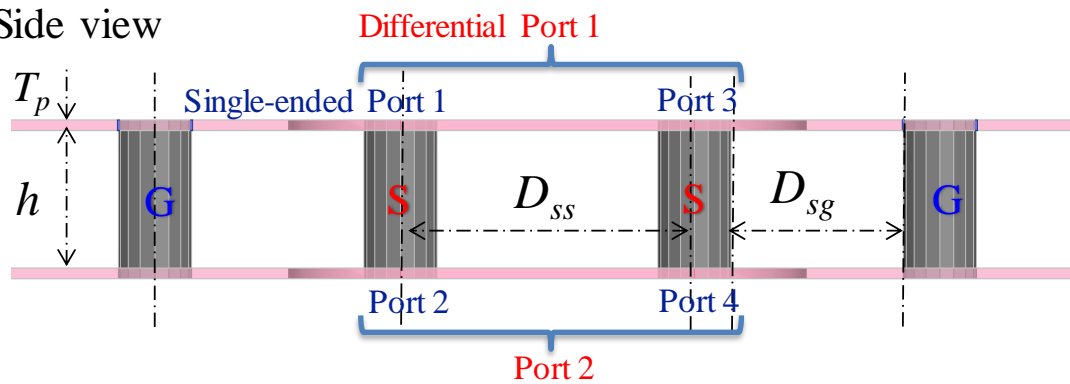 Side view
Differential Port 1
T_p
Single-ended Port 1
Port 3
h
G
S
D_ss
S
D_sg
G
Port 2
Port 4
Port 2